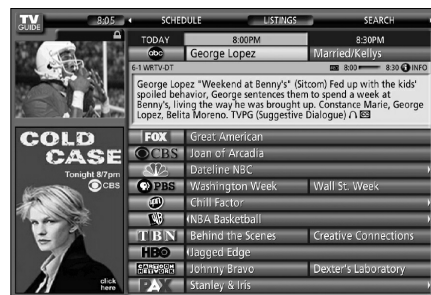 TV
GUIDE
8:05
SCHEDULE
LISTINGS
SEARCH
TODAY
8:00PM
8:30PM
abc
George Lopez
Married/Kellys
6-1 WRTV-DT
8:00
8:30
INFO
George Lopez "Weekend at Benny's" (Sitcom) Fed up with the kids'
spoiled behavior, George sentences them to spend a week at
Benny's, living the way he was brought up. Constance Marie, George
Lopez, Belita Moreno. TVPG (Suggestive Dialogue)
FOX
Great American
CBS
Joan of Arcadia
Dateline NBC
PBS
Washington Week
Wall St. Week
Chill Factor
NBA Basketball
TBN
Behind the Scenes
Creative Connections
HBO
Jagged Edge
CARTOON
NETWORK
Johnny Bravo
Dexter's Laboratory
PAX
Stanley & Iris
COLD
CASE
Tonight 8/7pm
CBS
click
here